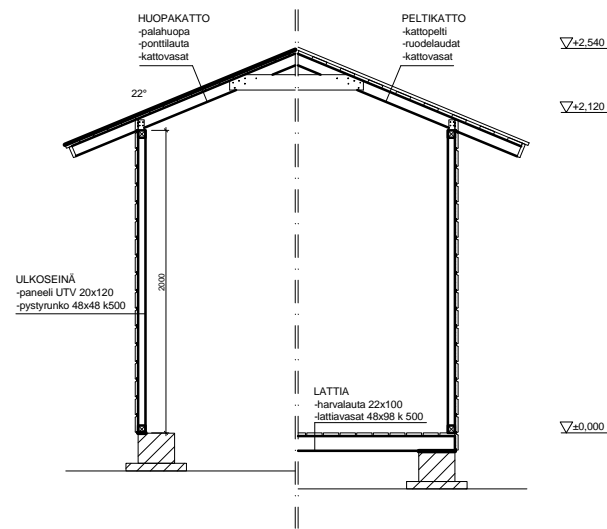 HUOPAKATTO
-palahuopa
-ponttilauta
-kattovasat
PELTIKATTO
-kattopelti
-ruodelaudat
-kattovasat
+2,540
22°
+2,120
2000
ULKOSEINÄ
-paneeli UTV 20x120
-pystyrunko 48x48 k500
LATTIA
-harvalauta 22x100
-lattiavasat 48x98 k 500
±0,000